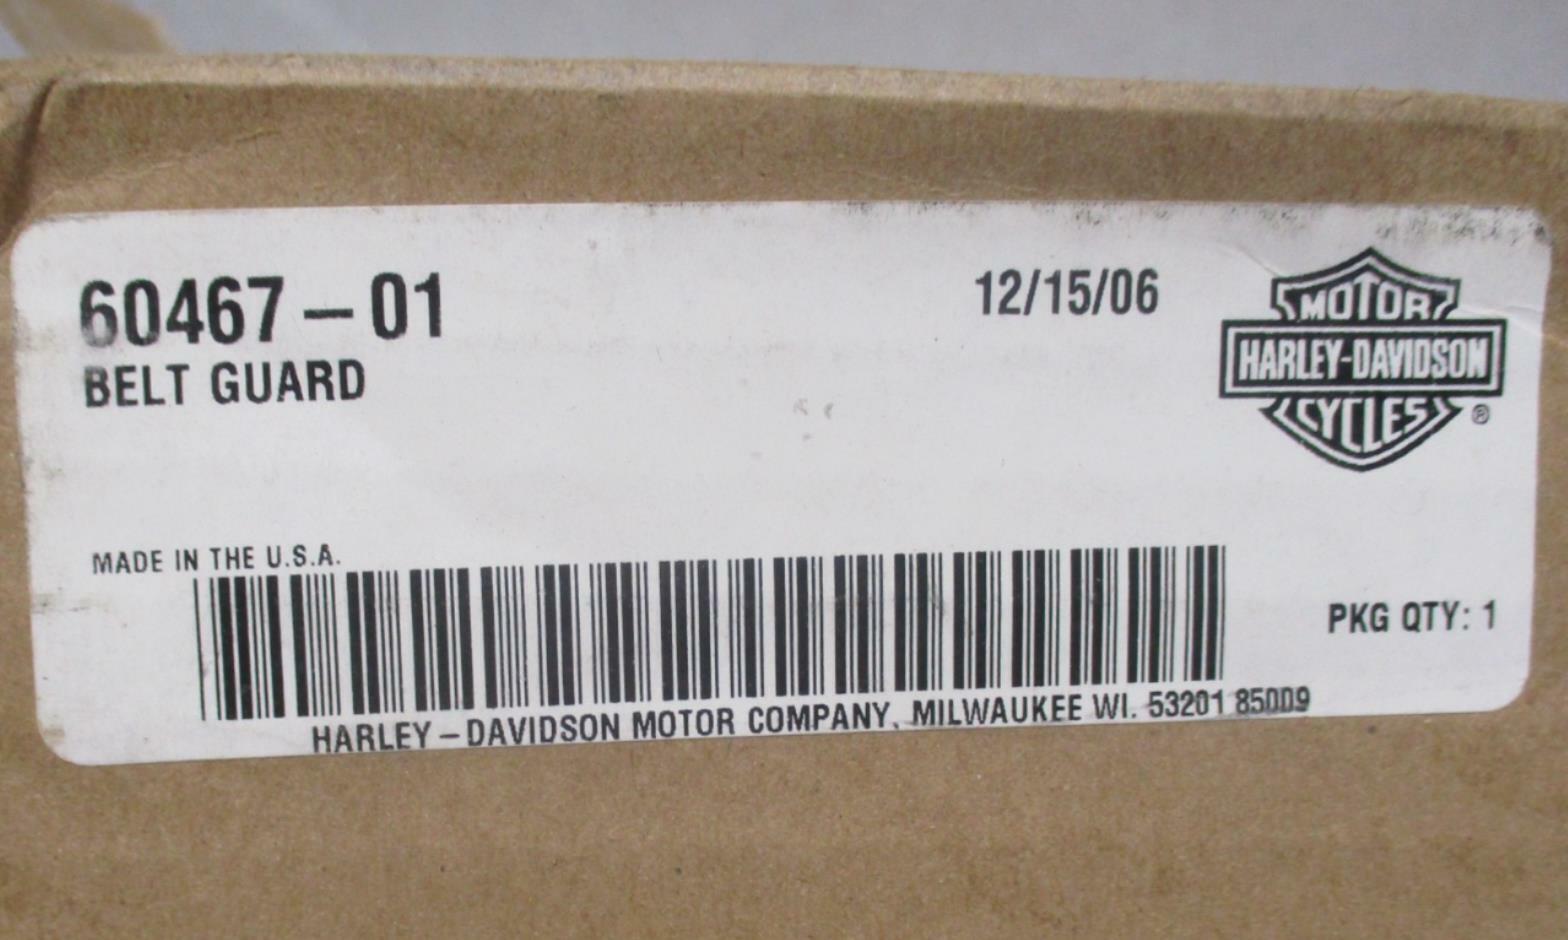 60467-01
12/15/06
BELT GUARD
MOTOR
HARLEY-DAVIDSON
CYCLES
®
MADE IN THE U.S.A.
PKG QTY: 1
HARLEY-DAVIDSON MOTOR COMPANY, MILWAUKEE WI. 53201 85009